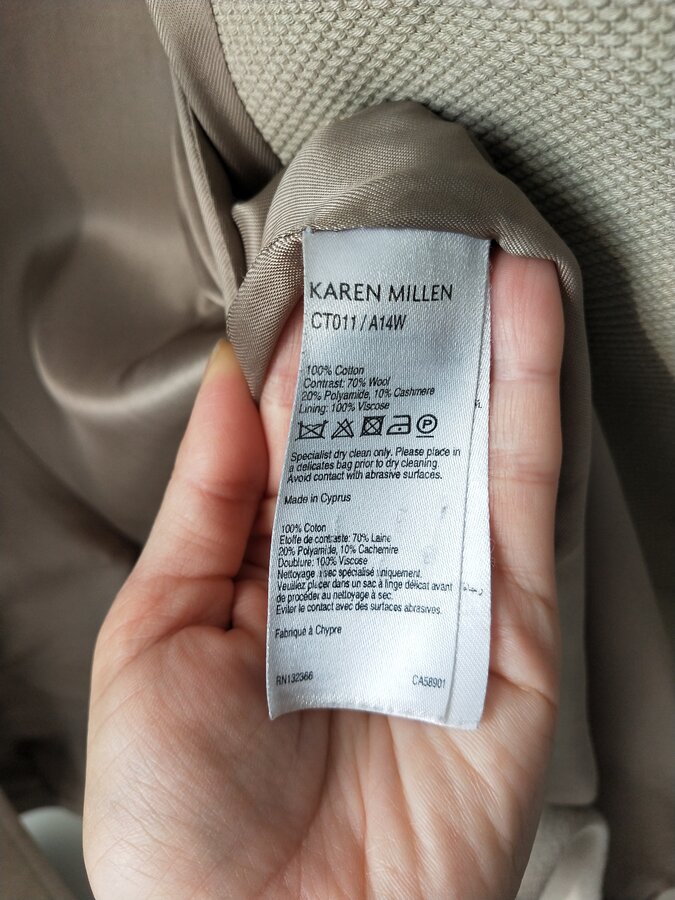 KAREN MILLEN
CT011 / A14W
100% Cotton
Contrast: 70% Wool
20% Polyamide, 10% Cashmere
Lining: 100% Viscose
P
Specialist dry clean only. Please place in
a delicates bag prior to dry cleaning.
Avoid contact with abrasive surfaces.
Made in Cyprus
100% Coton
Etoffe de contraste: 70% Laine
20% Polyamide, 10% Cachemire
Doublure: 100% Viscose
Nettoyage à sec spécialisé uniquement.
Veuillez placer dans un sac à linge délicat avant
de procéder au nettoyage à sec.
Eviter le contact avec des surfaces abrasives.
Fabriqué à Chypre
RN132366
CA58901